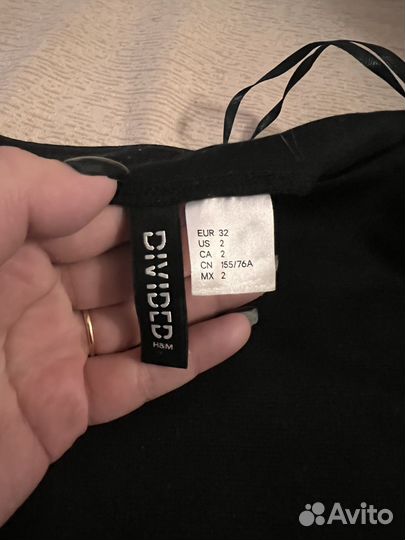 DIVIDED
H&M
EUR 32
US 2
CA 2
CN 155/76A
MX 2
Avito